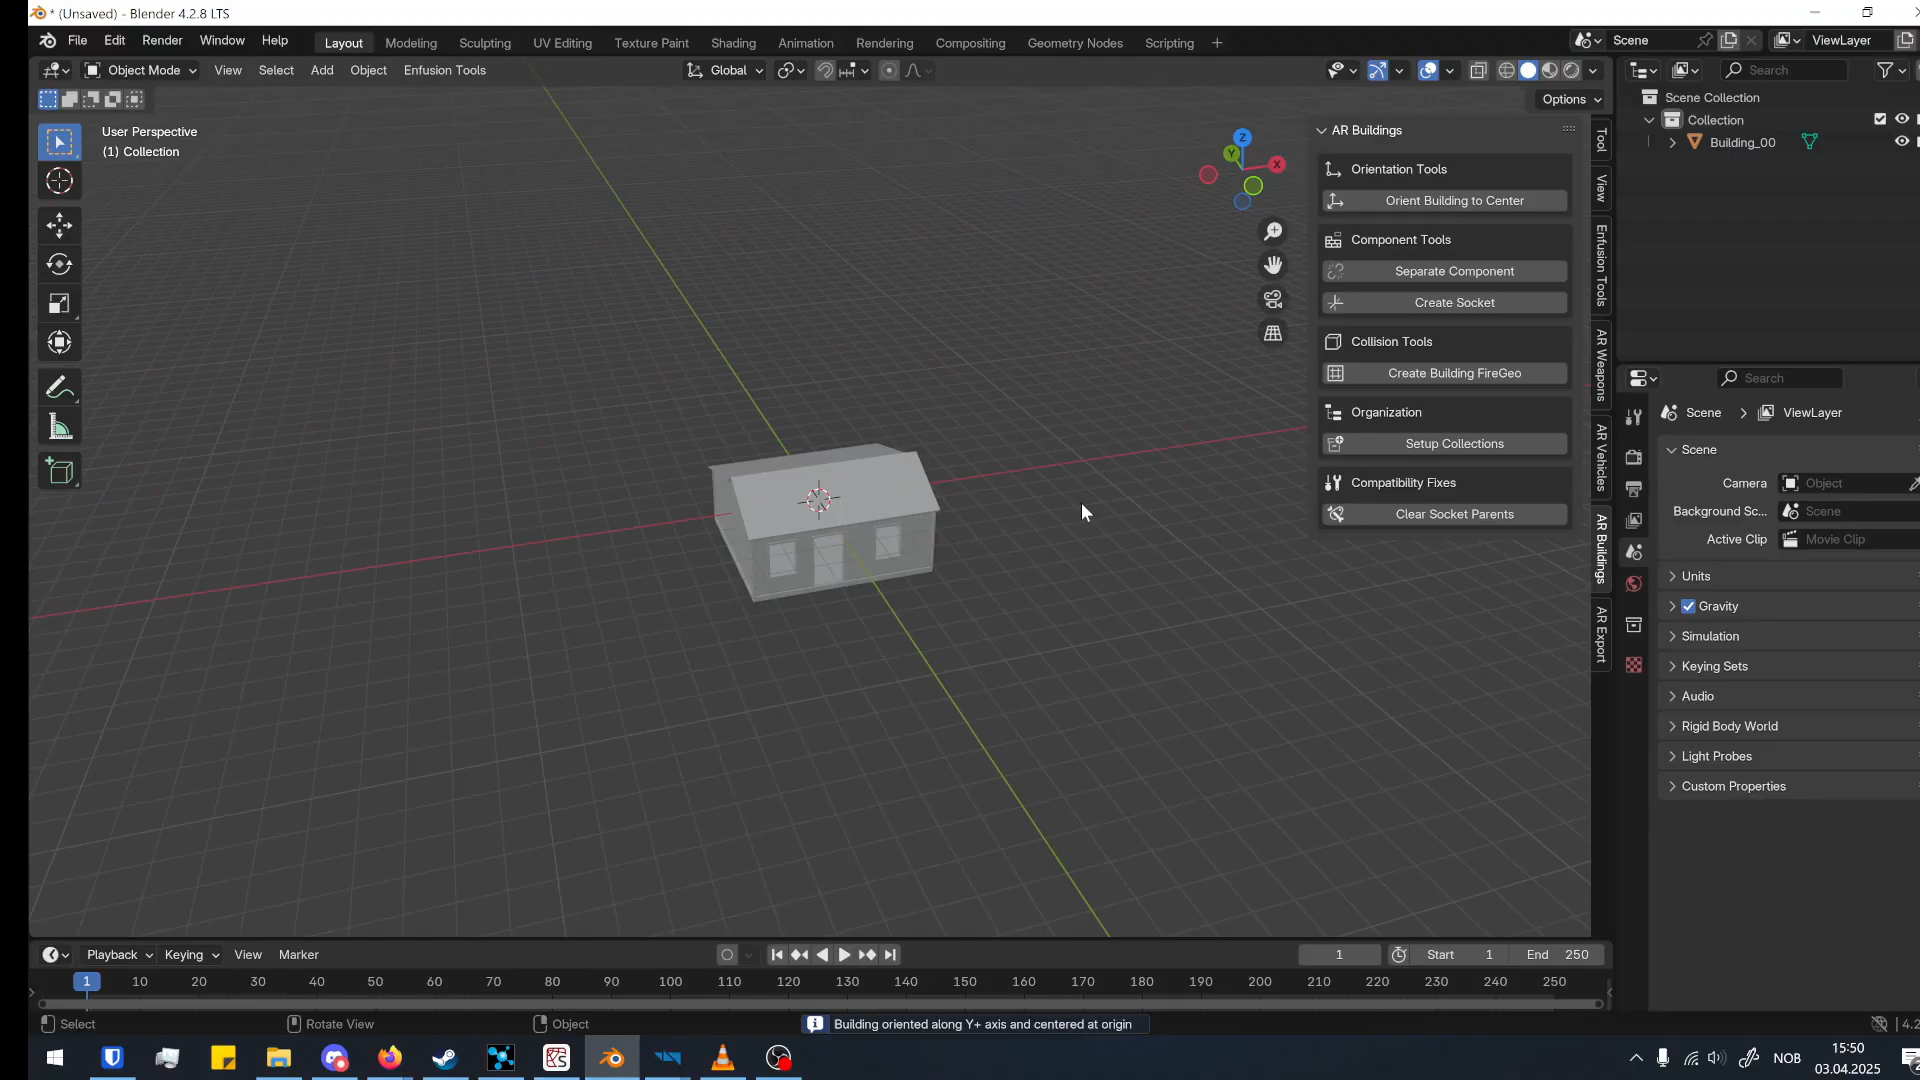 * (Unsaved) - Blender 4.2.8 LTS
File Edit Render Window Help
Layout Modeling Sculpting UV Editing Texture Paint Shading Animation Rendering Compositing Geometry Nodes Scripting +
Scene
ViewLayer
Object Mode View Select Add Object Enfusion Tools
Global
Search
Options
User Perspective
(1) Collection
Z
Y
X
AR Buildings
Orientation Tools
Orient Building to Center
Component Tools
Separate Component
Create Socket
Collision Tools
Create Building FireGeo
Organization
Setup Collections
Compatibility Fixes
Clear Socket Parents
Tool
View
Enfusion Tools
AR Weapons
AR Vehicles
AR Buildings
AR Export
Scene Collection
Collection
Building_00
Search
Scene > ViewLayer
Scene
Camera Object
Background Sc... Scene
Active Clip Movie Clip
Units
Gravity
Simulation
Keying Sets
Audio
Rigid Body World
Light Probes
Custom Properties
Playback Keying View Marker
1 Start 1 End 250
1 10 20 30 40 50 60 70 80 90 100 110 120 130 140 150 160 170 180 190 200 210 220 230 240 250
Select Rotate View Object
Building oriented along Y+ axis and centered at origin
NOB
15:50
03.04.2025